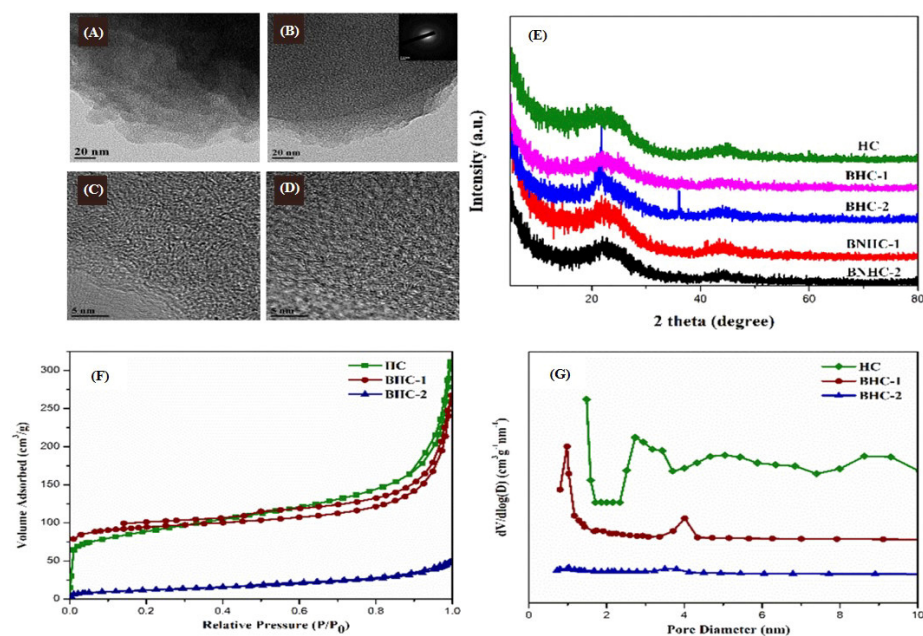 (A)
20 nm
(B)
20 nm
(C)
5 nm
(D)
5 nm
(E)
Intensity (a.u.)
HC
BHC-1
BHC-2
BNHC-1
BNHC-2
20
40
60
80
2 theta (degree)
(F)
HC
BHC-1
BHC-2
Volume Adsorbed (cm³/g)
300
250
200
150
100
50
0
0.0
0.2
0.4
0.6
0.8
1.0
Relative Pressure (P/P₀)
(G)
HC
BHC-1
BHC-2
dV/dlog(D) (cm³g⁻¹nm⁻¹)
0
2
4
6
8
10
Pore Diameter (nm)